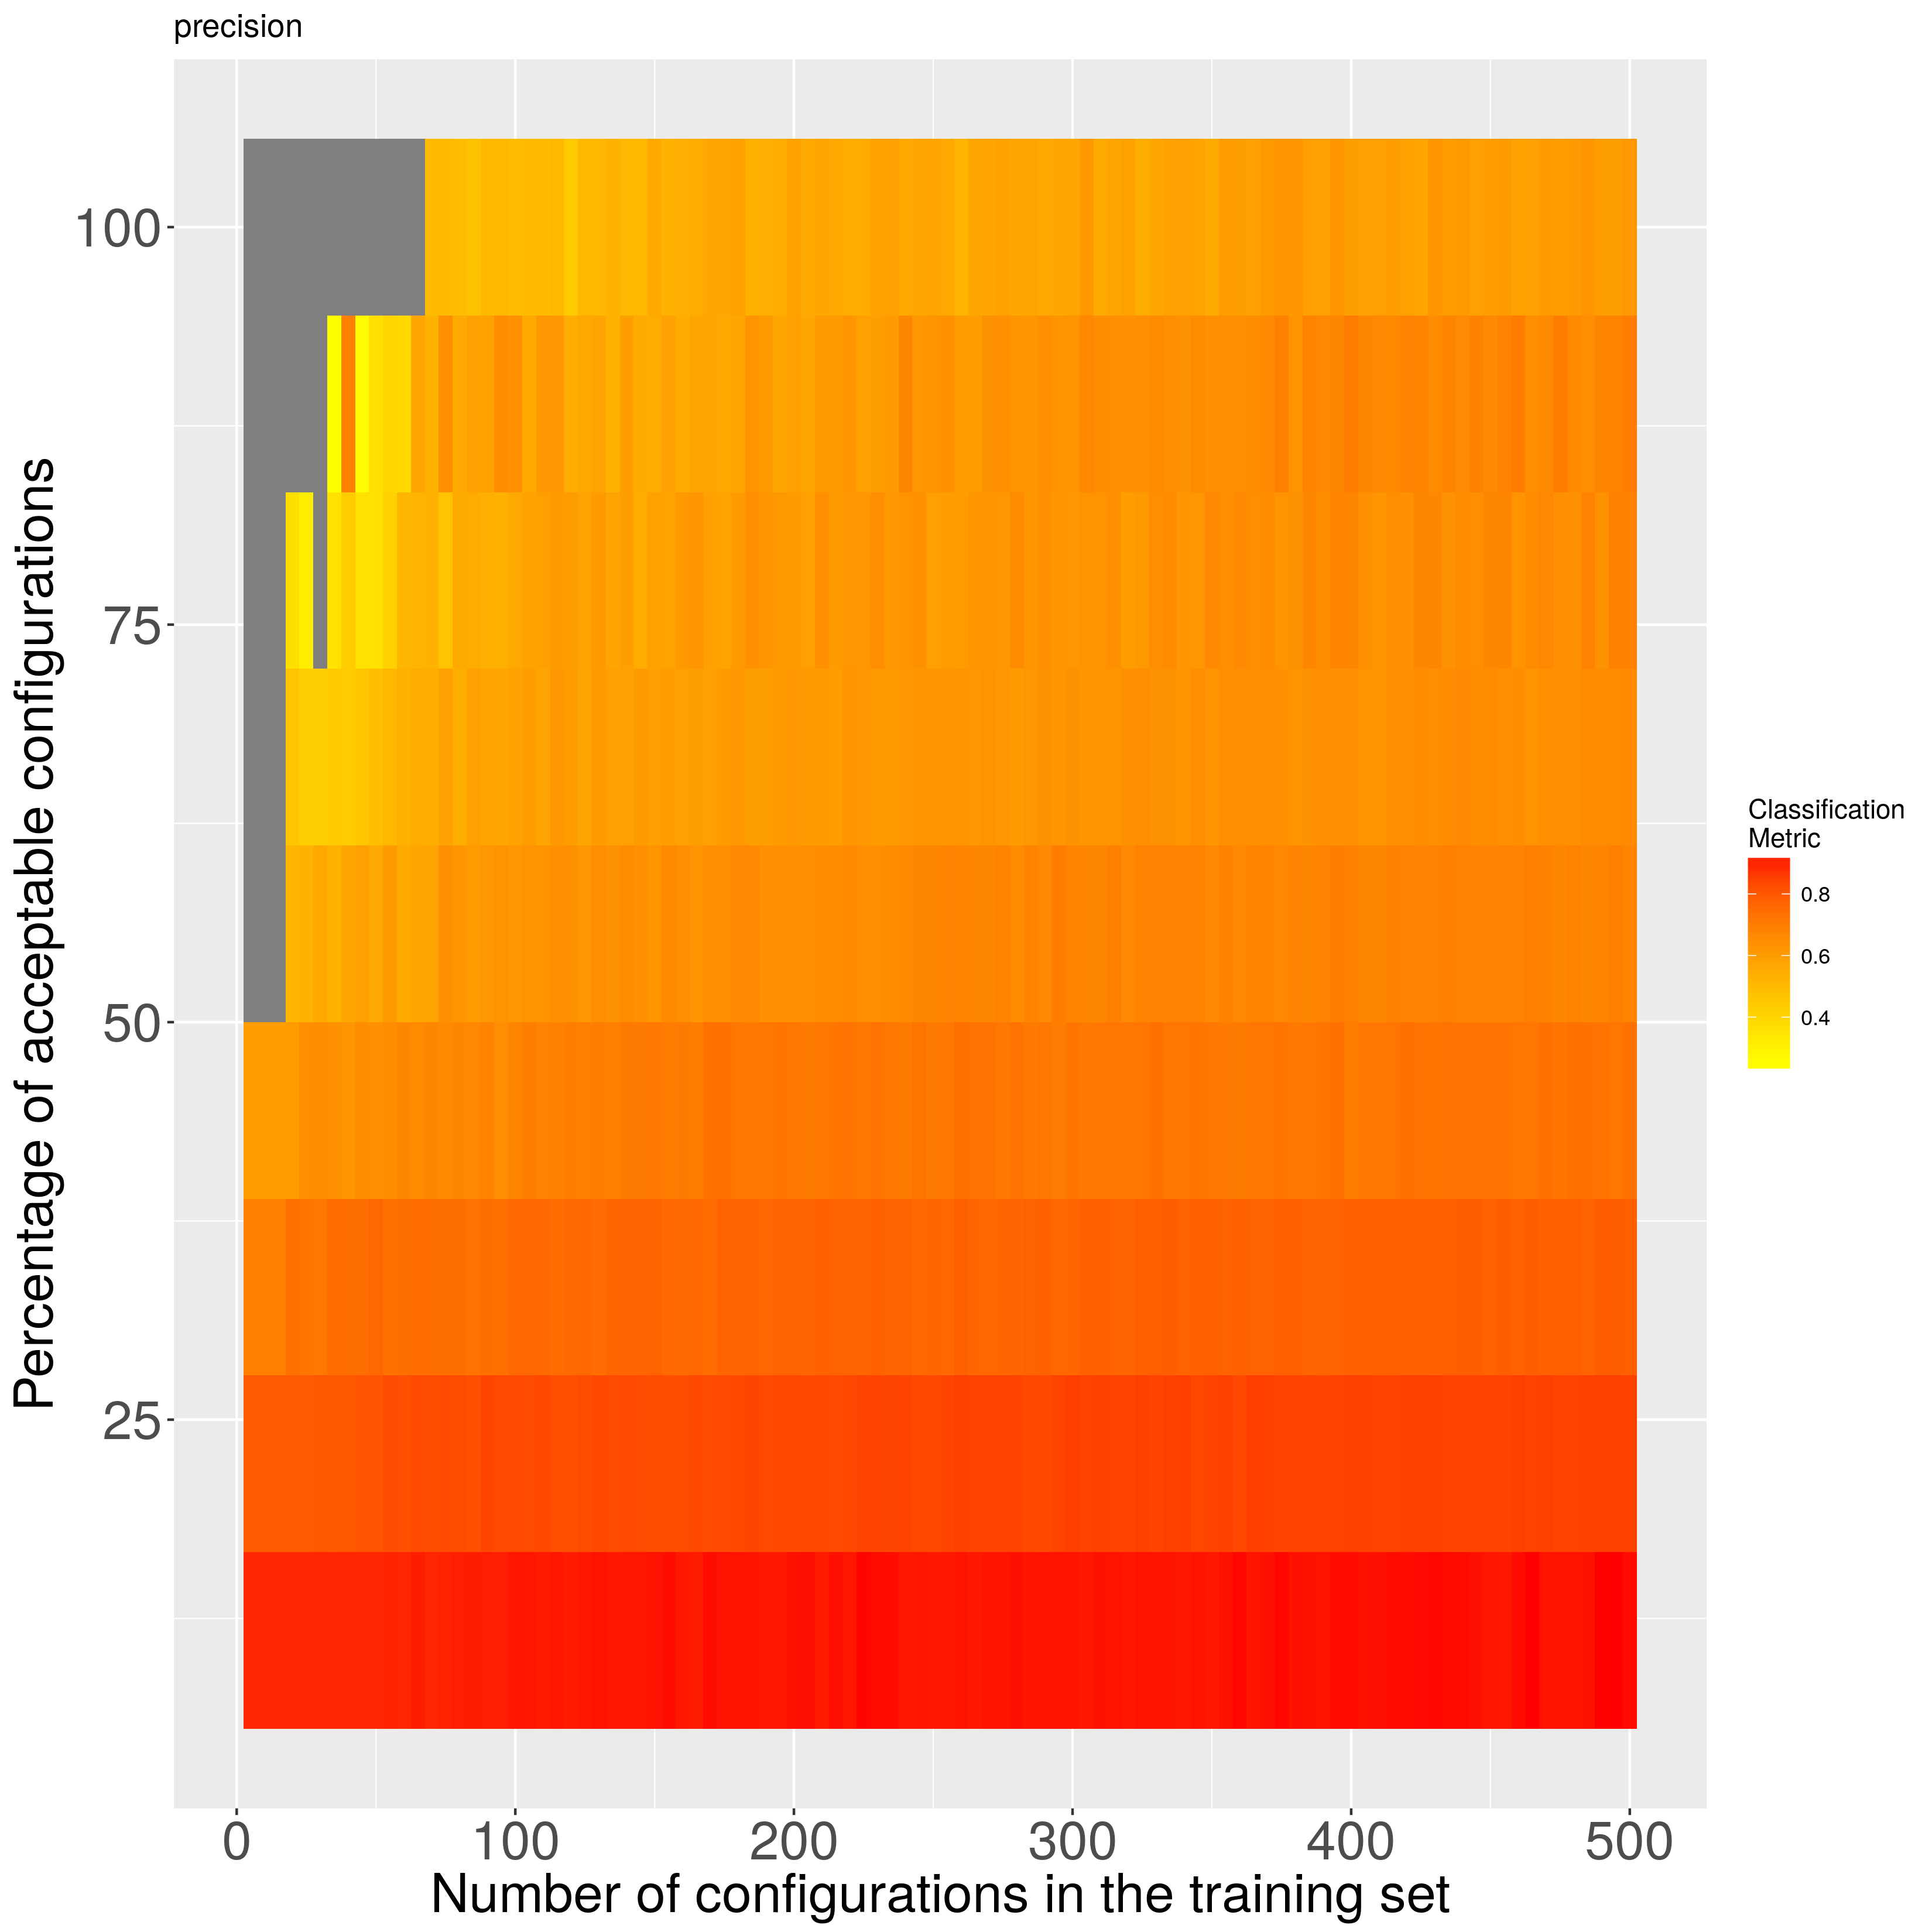 precision
Percentage of acceptable configurations
100
75
50
25
0 100 200 300 400 500
Number of configurations in the training set
Classification
Metric
0.8
0.6
0.4